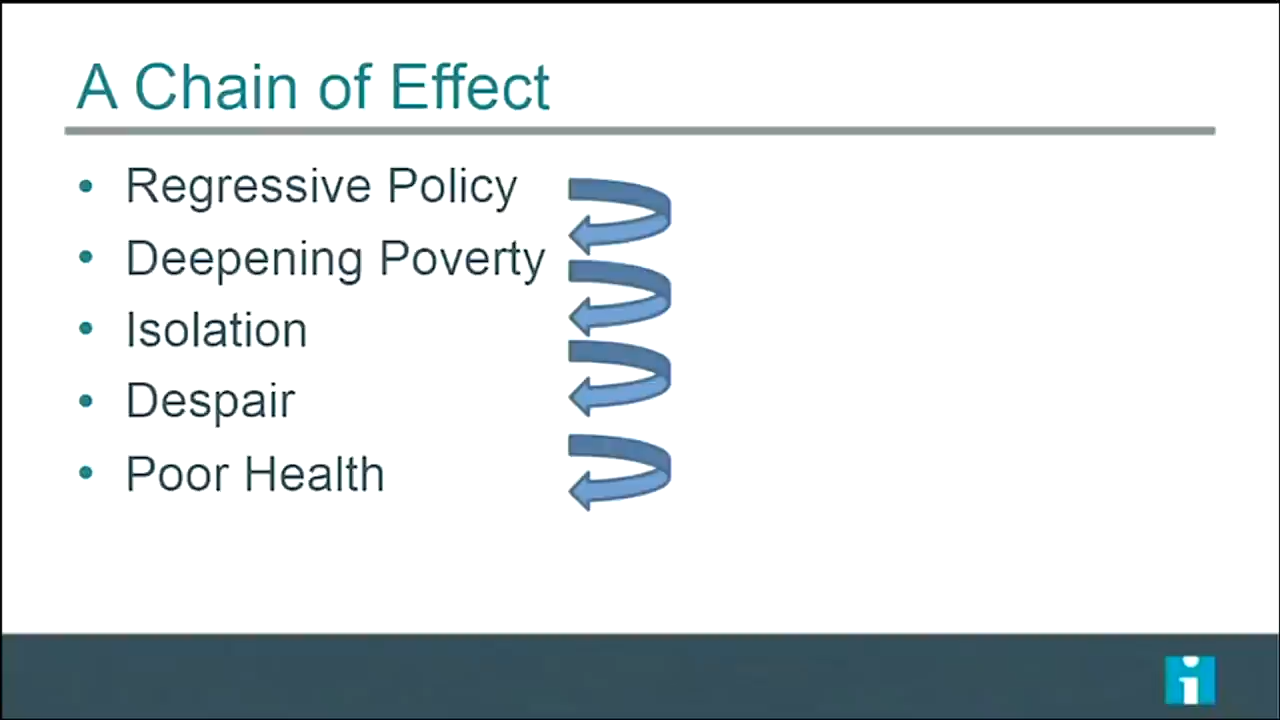 A Chain of Effect
• Regressive Policy
• Deepening Poverty
• Isolation
• Despair
• Poor Health
i